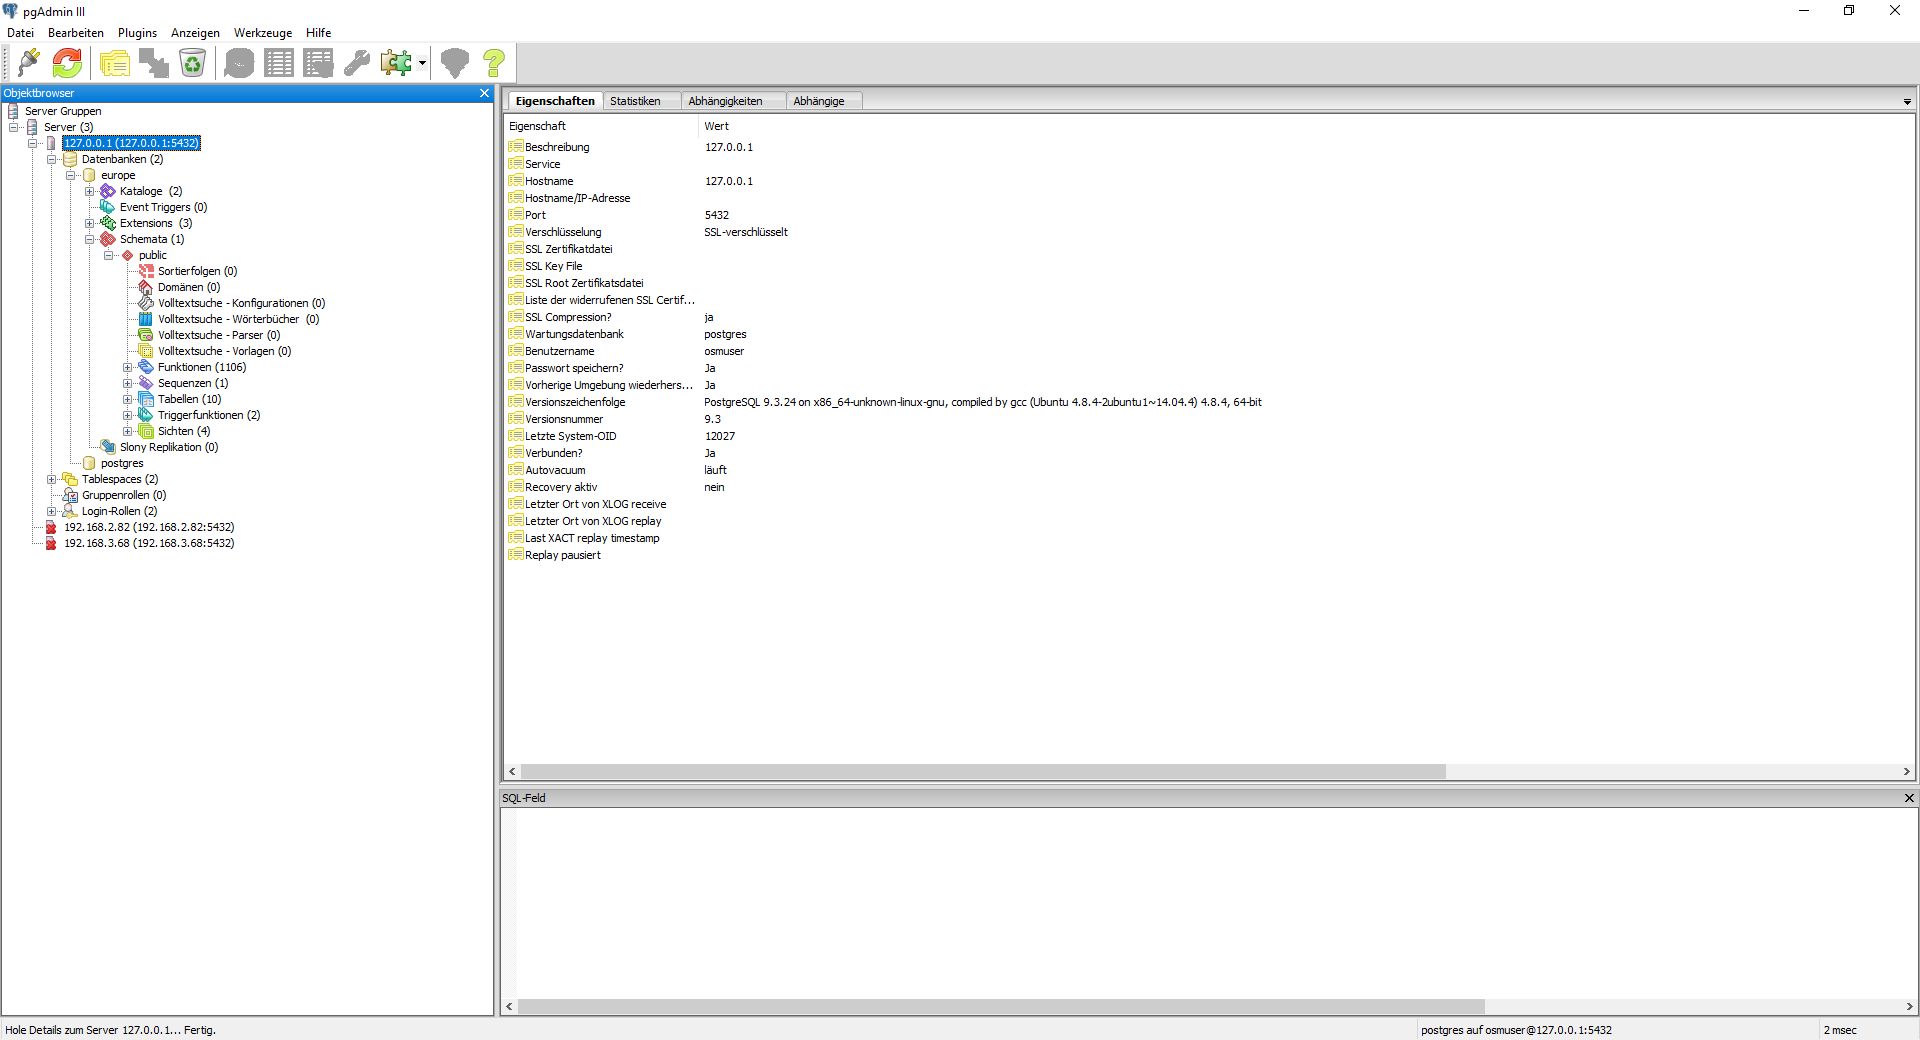 pgAdmin III
Datei Bearbeiten Plugins Anzeigen Werkzeuge Hilfe
Objektbrowser
Server Gruppen
Server (3)
127.0.0.1 (127.0.0.1:5432)
Datenbanken (2)
europe
Kataloge (2)
Event Triggers (0)
Extensions (3)
Schemata (1)
public
Sortierfolgen (0)
Domänen (0)
Volltextsuche - Konfigurationen (0)
Volltextsuche - Wörterbücher (0)
Volltextsuche - Parser (0)
Volltextsuche - Vorlagen (0)
Funktionen (1106)
Sequenzen (1)
Tabellen (10)
Triggerfunktionen (2)
Sichten (4)
Slony Replikation (0)
postgres
Tablespaces (2)
Gruppenrollen (0)
Login-Rollen (2)
192.168.2.82 (192.168.2.82:5432)
192.168.3.68 (192.168.3.68:5432)
Eigenschaften Statistiken Abhängigkeiten Abhängige
Eigenschaft Wert
Beschreibung 127.0.0.1
Service
Hostname 127.0.0.1
Hostname/IP-Adresse
Port 5432
Verschlüsselung SSL-verschlüsselt
SSL Zertifikatdatei
SSL Key File
SSL Root Zertifikatsdatei
Liste der widerrufenen SSL Certif...
SSL Compression? ja
Wartungsdatenbank postgres
Benutzername osmuser
Passwort speichern? Ja
Vorherige Umgebung wiederhers... Ja
Versionszeichenfolge PostgreSQL 9.3.24 on x86_64-unknown-linux-gnu, compiled by gcc (Ubuntu 4.8.4-2ubuntu1~14.04.4) 4.8.4, 64-bit
Versionsnummer 9.3
Letzte System-OID 12027
Verbunden? Ja
Autovacuum läuft
Recovery aktiv nein
Letzter Ort von XLOG receive
Letzter Ort von XLOG replay
Last XACT replay timestamp
Replay pausiert
SQL-Feld
Hole Details zum Server 127.0.0.1... Fertig. postgres auf osmuser@127.0.0.1:5432 2 msec